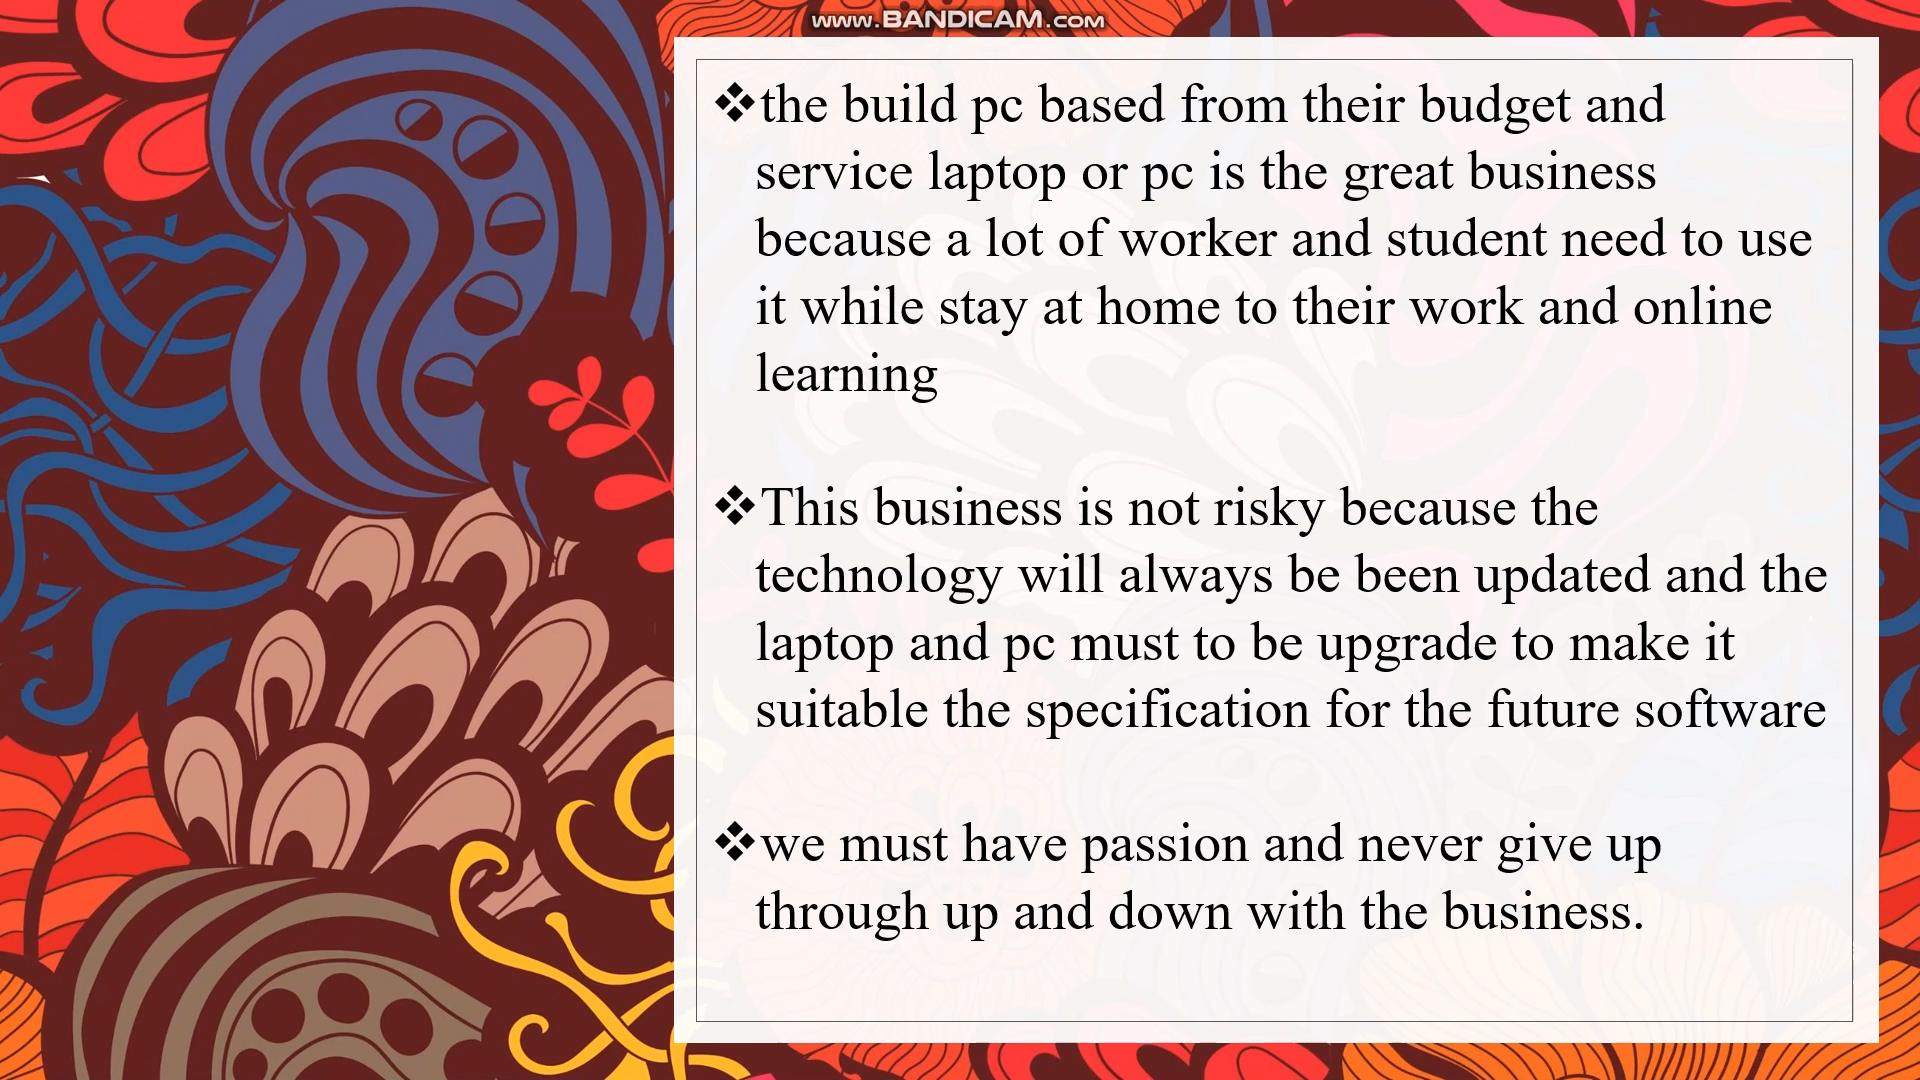 www.BANDICAM.com
❖the build pc based from their budget and
service laptop or pc is the great business
because a lot of worker and student need to use
it while stay at home to their work and online
learning
❖This business is not risky because the
technology will always be been updated and the
laptop and pc must to be upgrade to make it
suitable the specification for the future software
❖we must have passion and never give up
through up and down with the business.